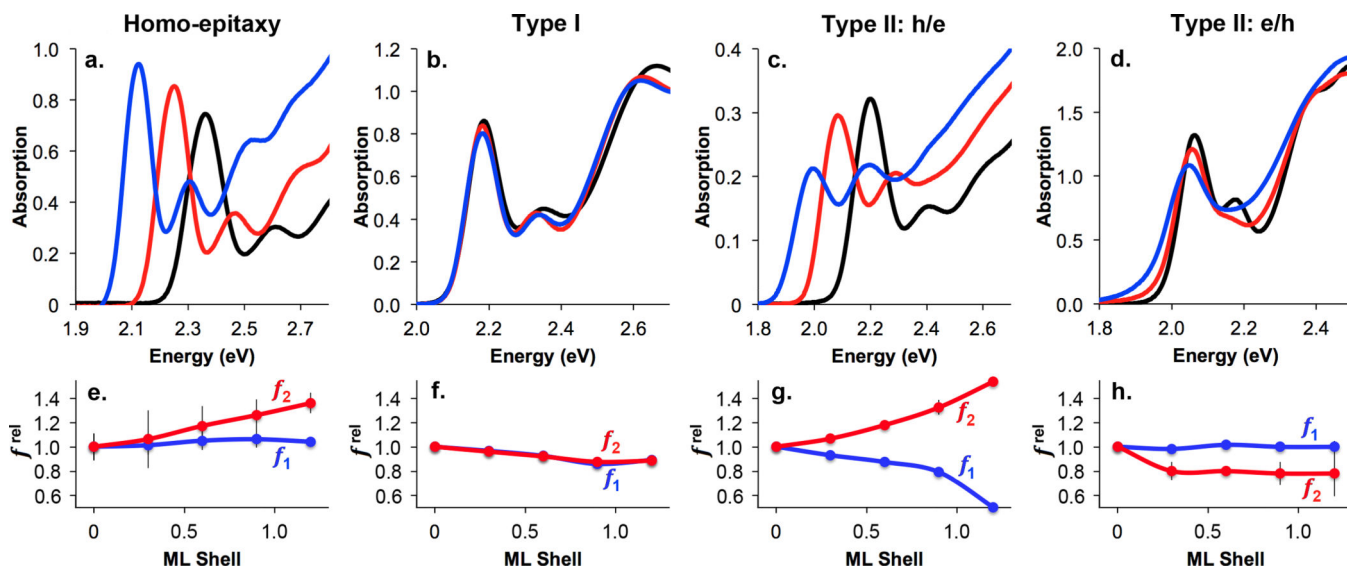 Homo-epitaxy
Type I
Type II: h/e
Type II: e/h
a.
Absorption
1.0
0.8
0.6
0.4
0.2
0
1.9 2.1 2.3 2.5 2.7
Energy (eV)
b.
Absorption
1.2
1.0
0.8
0.6
0.4
0.2
0.0
2.0 2.2 2.4 2.6
Energy (eV)
c.
Absorption
0.4
0.3
0.2
0.1
0
1.8 2.0 2.2 2.4 2.6
Energy (eV)
d.
Absorption
2.0
1.5
1.0
0.5
0.0
1.8 2.0 2.2 2.4
Energy (eV)
e.
f rel
1.4
1.2
1.0
0.8
0.6
f2
f1
0 0.5 1.0
ML Shell
f.
f rel
1.4
1.2
1.0
0.8
0.6
f2
f1
0 0.5 1.0
ML Shell
g.
f rel
1.4
1.2
1.0
0.8
0.6
f2
f1
0 0.5 1.0
ML Shell
h.
f rel
1.4
1.2
1.0
0.8
0.6
f1
f2
0 0.5 1.0
ML Shell